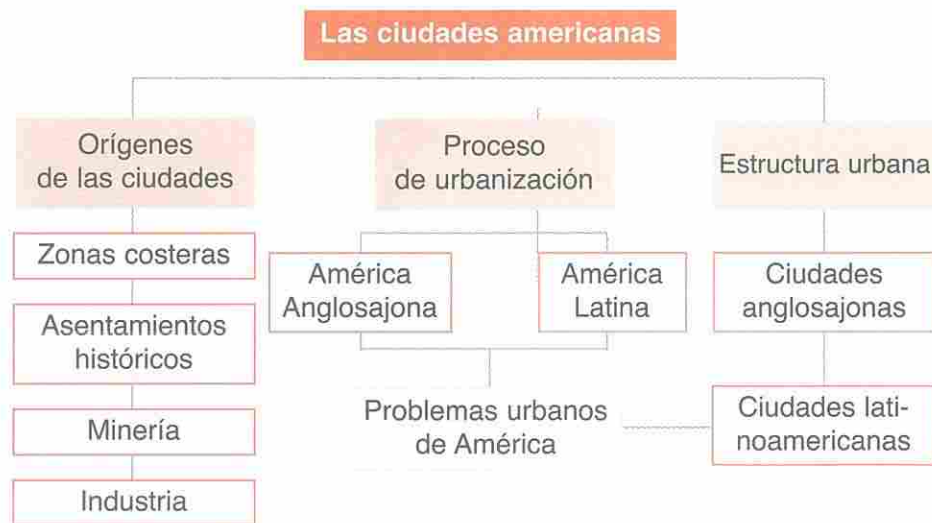 Las ciudades americanas
Orígenes
de las ciudades
Zonas costeras
Asentamientos
históricos
Minería
Industria
Proceso
de urbanización
América
Anglosajona
América
Latina
Problemas urbanos
de América
Estructura urbana
Ciudades
anglosajonas
Ciudades lati-
noamericanas